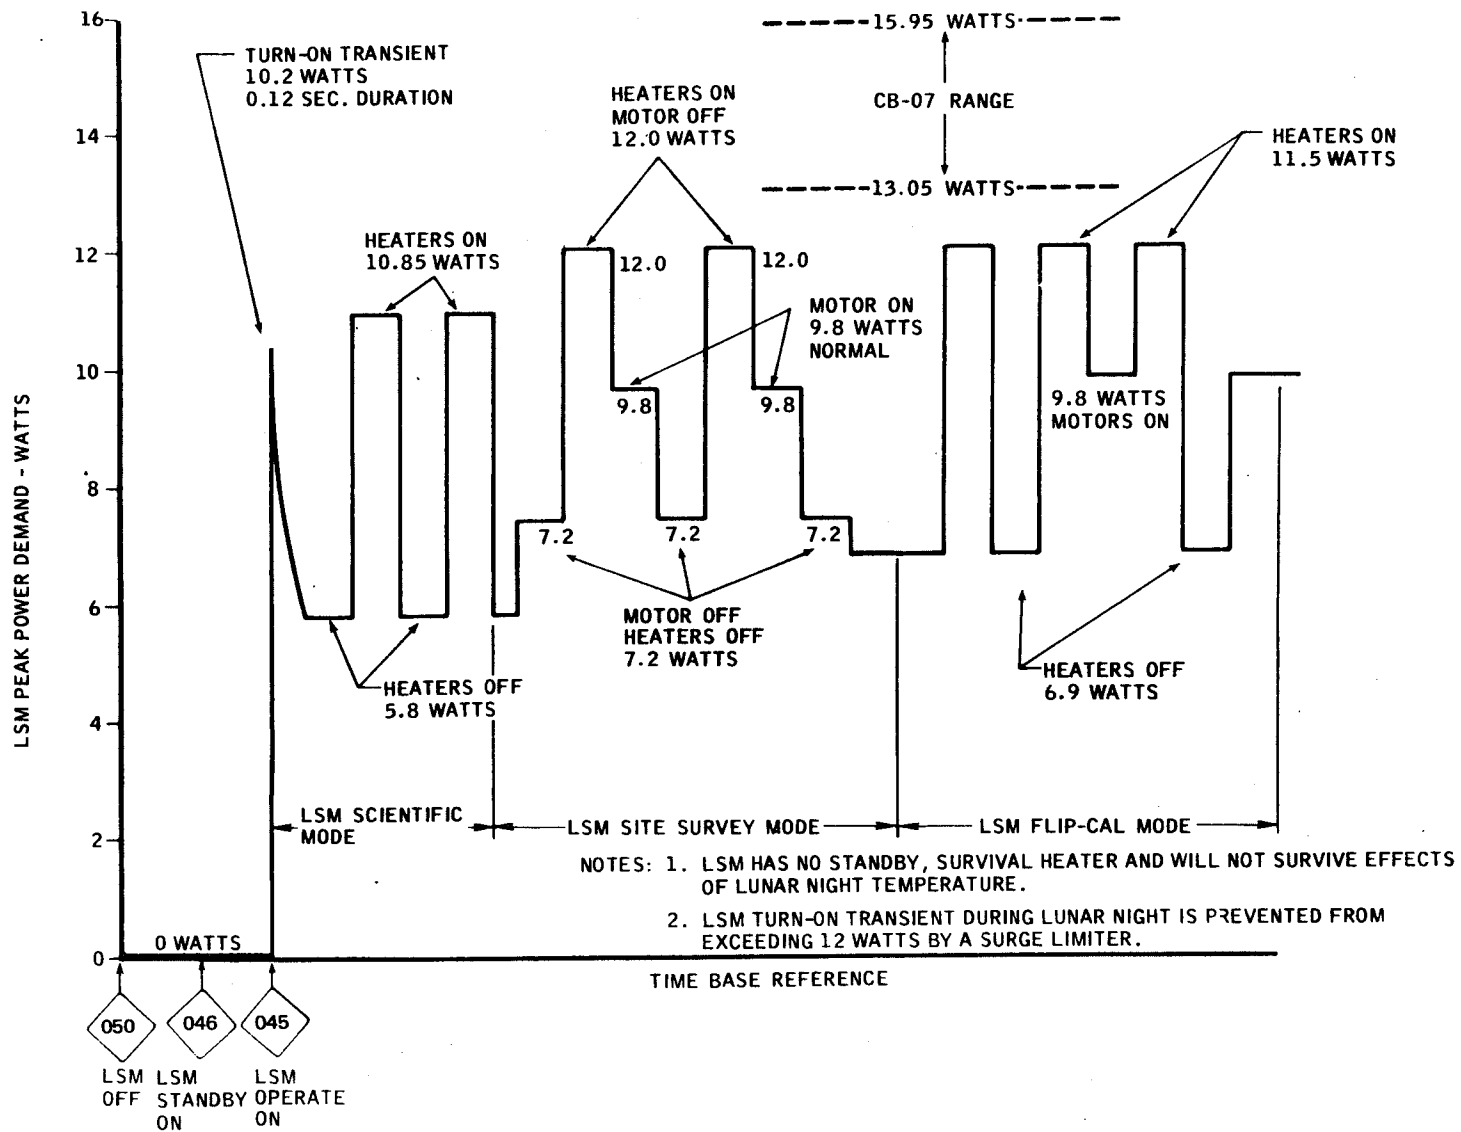 16
15.95 WATTS
TURN-ON TRANSIENT
10.2 WATTS
0.12 SEC. DURATION
HEATERS ON
MOTOR OFF
12.0 WATTS
CB-07 RANGE
14
HEATERS ON
11.5 WATTS
13.05 WATTS
12
HEATERS ON
10.85 WATTS
12.0
12.0
MOTOR ON
9.8 WATTS
NORMAL
10
9.8
9.8
9.8 WATTS
MOTORS ON
LSM PEAK POWER DEMAND - WATTS
8
7.2
7.2
7.2
6
MOTOR OFF
HEATERS OFF
7.2 WATTS
HEATERS OFF
5.8 WATTS
HEATERS OFF
6.9 WATTS
4
LSM SCIENTIFIC
MODE
LSM SITE SURVEY MODE
LSM FLIP-CAL MODE
2
NOTES: 1. LSM HAS NO STANDBY, SURVIVAL HEATER AND WILL NOT SURVIVE EFFECTS
OF LUNAR NIGHT TEMPERATURE.
2. LSM TURN-ON TRANSIENT DURING LUNAR NIGHT IS PREVENTED FROM
EXCEEDING 12 WATTS BY A SURGE LIMITER.
0 WATTS
0
TIME BASE REFERENCE
050
046
045
LSM
OFF
LSM
STANDBY
ON
LSM
OPERATE
ON